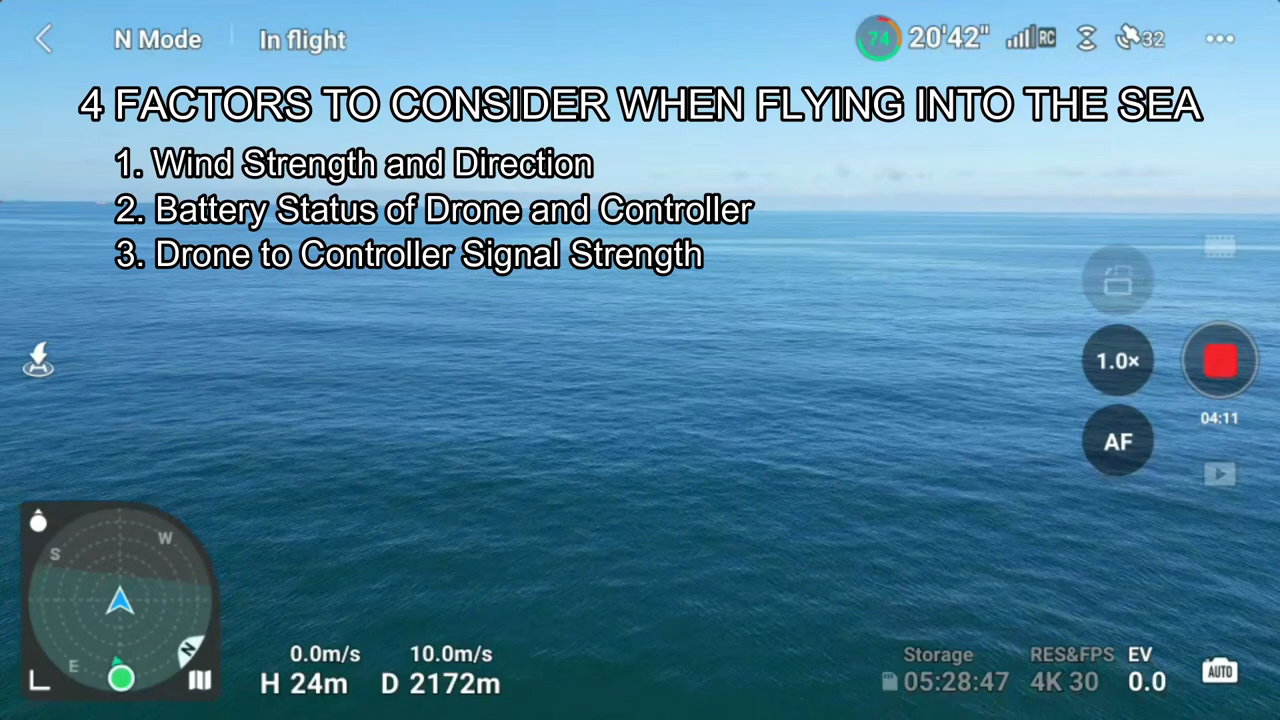 N Mode
In flight
74
20'42"
RC
32
4 FACTORS TO CONSIDER WHEN FLYING INTO THE SEA
1. Wind Strength and Direction
2. Battery Status of Drone and Controller
3. Drone to Controller Signal Strength
1.0×
04:11
AF
W
S
N
E
L
0.0m/s
10.0m/s
H 24m
D 2172m
Storage
05:28:47
RES&FPS
4K 30
EV
0.0
AUTO